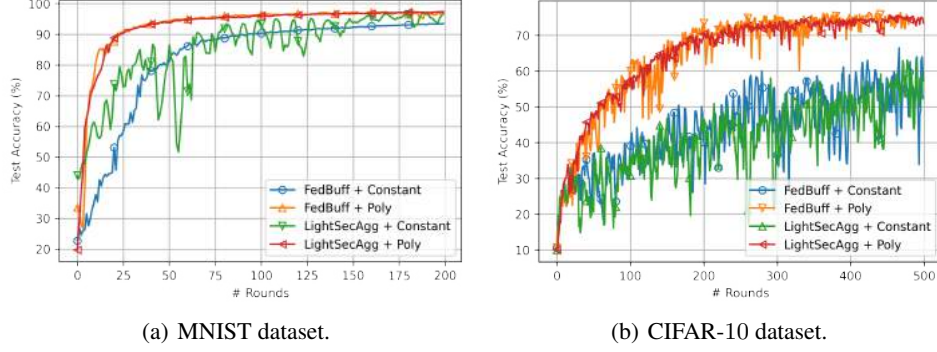 100
90
80
70
60
50
40
30
20
Test Accuracy (%)
0 25 50 75 100 125 150 175 200
# Rounds
FedBuff + Constant
FedBuff + Poly
LightSecAgg + Constant
LightSecAgg + Poly
(a) MNIST dataset.
80
70
60
50
40
30
20
10
Test Accuracy (%)
0 100 200 300 400 500
# Rounds
FedBuff + Constant
FedBuff + Poly
LightSecAgg + Constant
LightSecAgg + Poly
(b) CIFAR-10 dataset.